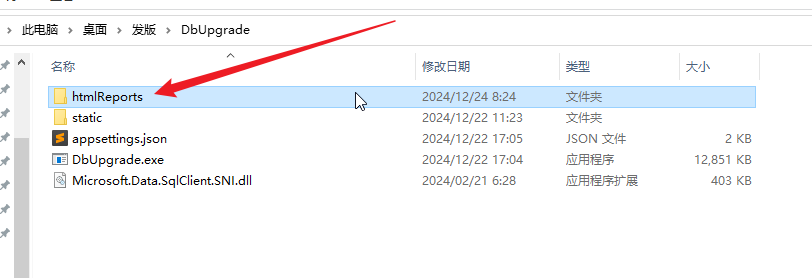 此电脑 > 桌面 > 发版 > DbUpgrade
名称 修改日期 类型 大小
htmlReports 2024/12/24 8:24 文件夹
static 2024/12/22 11:23 文件夹
appsettings.json 2024/12/22 17:05 JSON 文件 2 KB
DbUpgrade.exe 2024/12/22 17:04 应用程序 12,851 KB
Microsoft.Data.SqlClient.SNI.dll 2024/02/21 6:28 应用程序扩展 403 KB